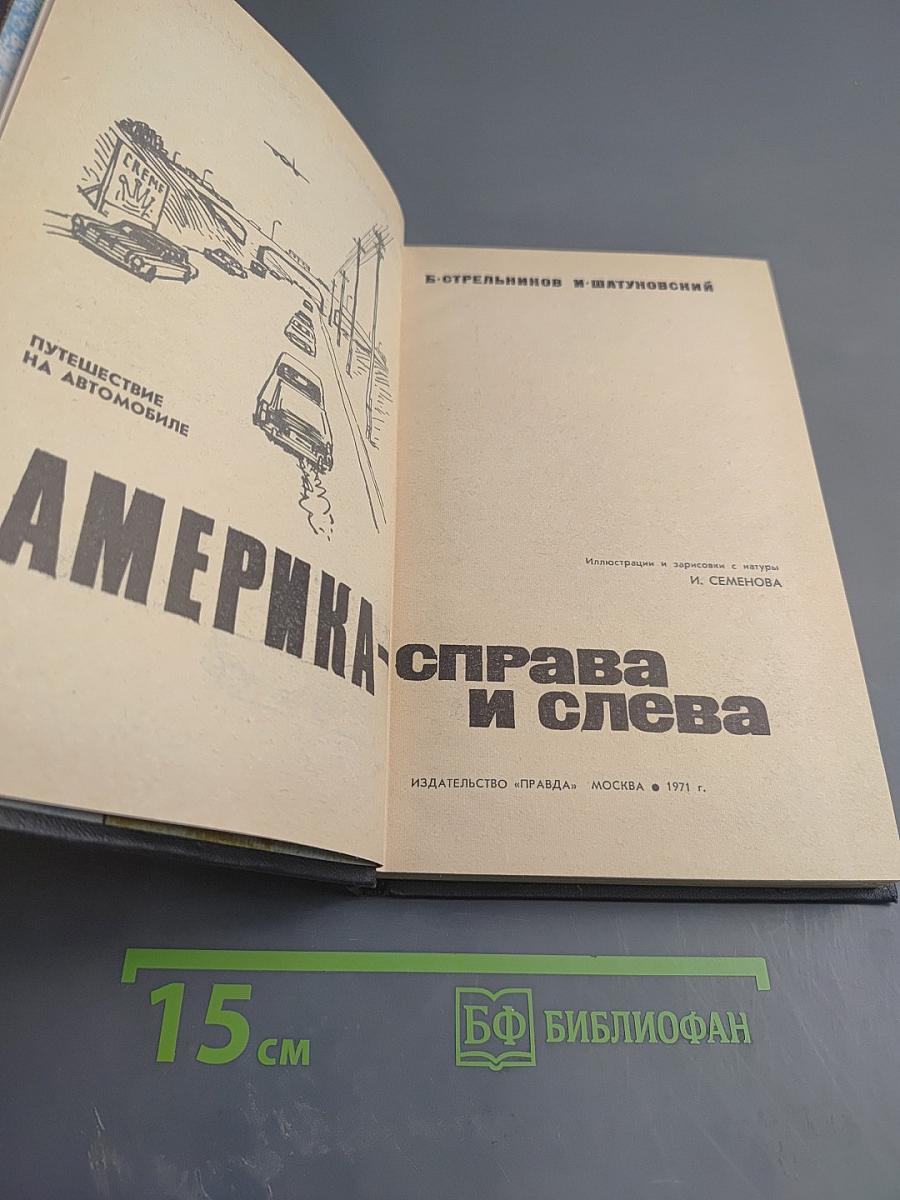 CREME
ПУТЕШЕСТВИЕ
НА АВТОМОБИЛЕ
АМЕРИКА-
Б·СТРЕЛЬНИКОВ И·ШАТУНОВСКИЙ
Иллюстрации и зарисовки с натуры
И. СЕМЕНОВА
СПРАВА
И СЛЕВА
ИЗДАТЕЛЬСТВО «ПРАВДА» МОСКВА ● 1971 г.
15 см
БФ БИБЛИОФАН